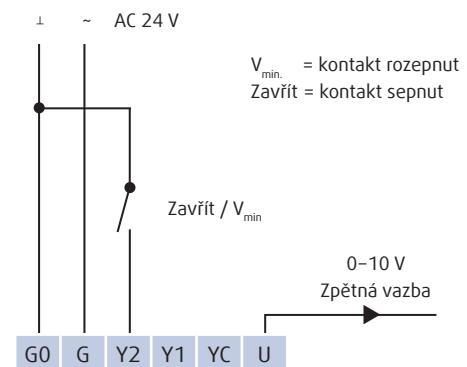 ⊥ ~ AC 24 V
Vmin. = kontakt rozepnut
Zavřít = kontakt sepnut
Zavřít / Vmin
0–10 V
Zpětná vazba
G0 G Y2 Y1 YC U